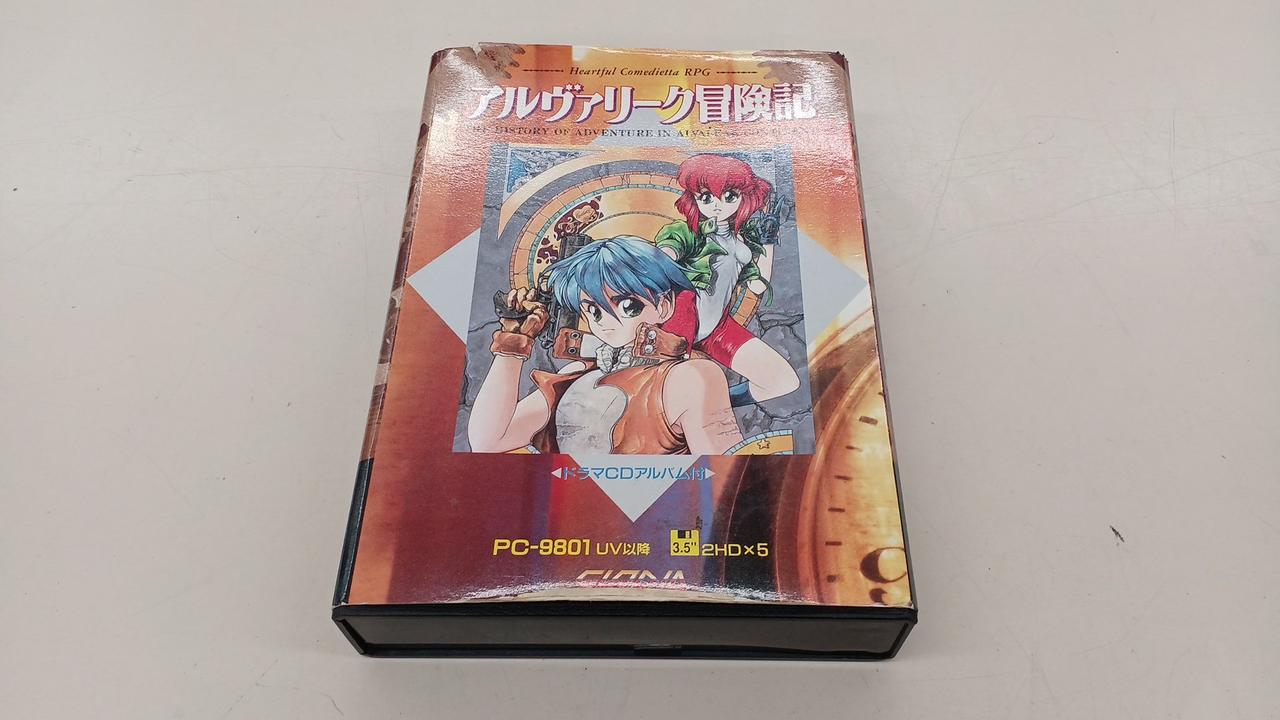 Heartful Comedietta RPG
アルヴァリーク冒険記
HISTORY OF ADVENTURE IN
◀ドラマCDアルバム付▶
PC-9801 UV以降 3.5" 2HD×5